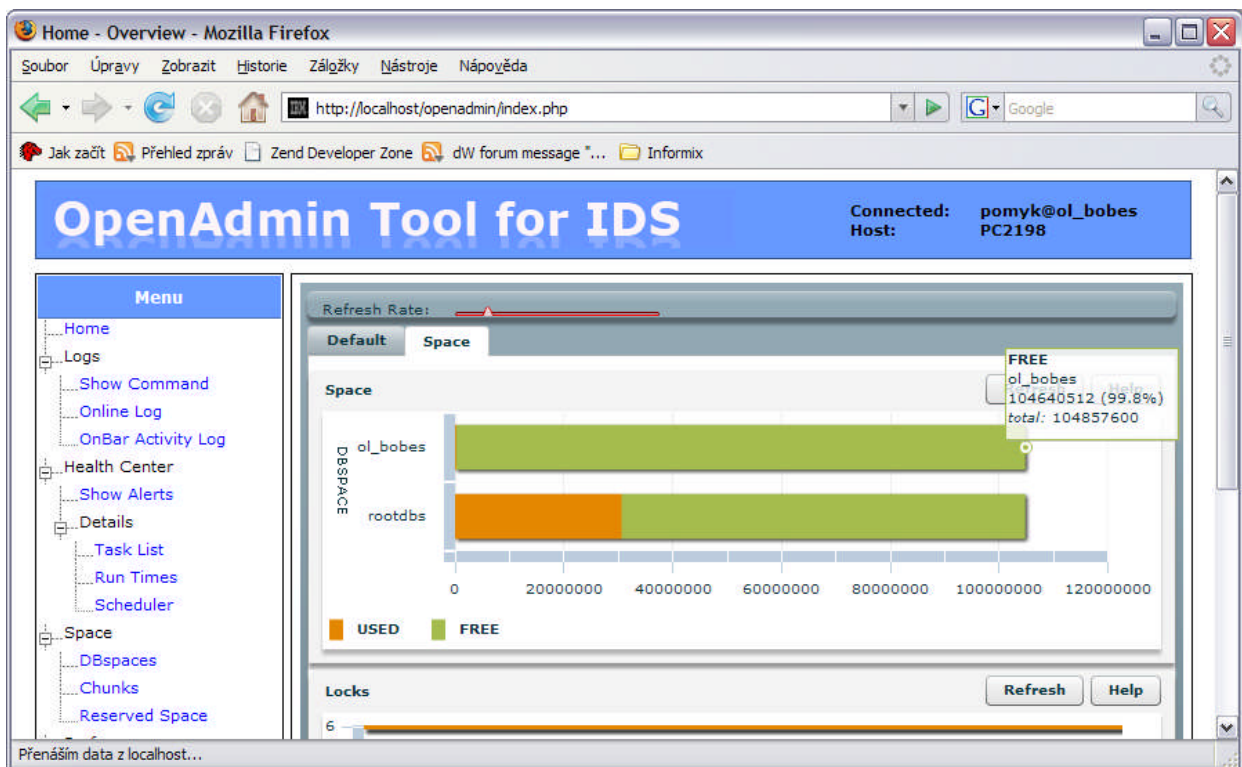 Home - Overview - Mozilla Firefox
Soubor Úpravy Zobrazit Historie Záložky Nástroje Nápověda
http://localhost/openadmin/index.php
G Google
Jak začít Přehled zpráv Zend Developer Zone dW forum message "... Informix
OpenAdmin Tool for IDS
Connected: pomyk@ol_bobes
Host: PC2198
Menu
Home
Logs
Show Command
Online Log
OnBar Activity Log
Health Center
Show Alerts
Details
Task List
Run Times
Scheduler
Space
DBspaces
Chunks
Reserved Space
Refresh Rate:
Default Space
Space
Refresh Help
FREE
ol_bobes
104640512 (99.8%)
total: 104857600
DBSPACE
ol_bobes
rootdbs
0 20000000 40000000 60000000 80000000 100000000 120000000
USED FREE
Locks
Refresh Help
6
Přenáším data z localhost...